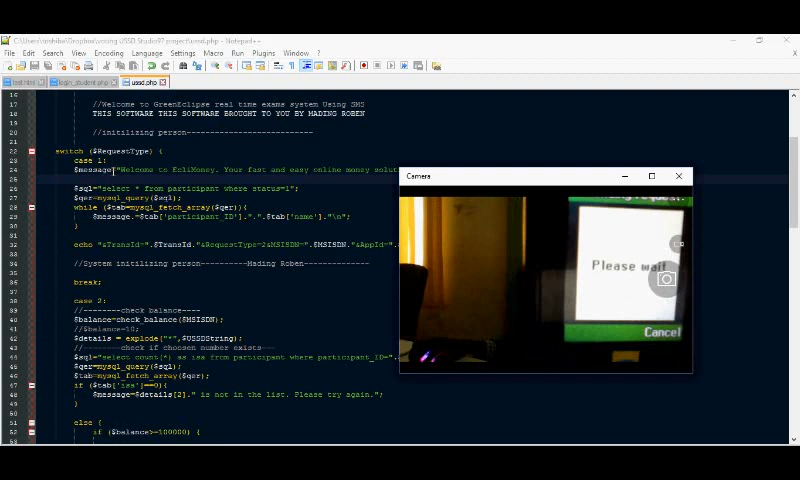 C:\Users\toshiba\Dropbox\voting USSD Studio97 project\ussd.php - Notepad++
File Edit Search View Encoding Language Settings Macro Run Plugins Window ?
test.html login_student.php ussd.php
16
17 //Welcome to GreenEclipse real time exams system Using SMS
18 THIS SOFTWARE THIS SOFTWARE BROUGHT TO YOU BY MADING ROBEN
19
20 //initilizing person----------------------------
21
22 switch ($RequestType) {
23 case 1:
24 $message="Welcome to EcliMoney. Your fast and easy online money solut
25
26 $sql="select * from participant where status=1";
27 $qer=mysql_query($sql);
28 while ($tab=mysql_fetch_array($qer)){
29 $message.=$tab['participant_ID'].".".$tab['name']."\n";
30 }
31
32 echo "&TransId=".$TransId."&RequestType=2&MSISDN=".$MSISDN."&AppId=".
33
34 //System initilizing person----------Mading Roben--------------
35
36 break;
37
38 case 2:
39 //--------check balance----
40 $balance=check_balance($MSISDN);
41 //$balance=10;
42 $details = explode("*",$USSDString);
43 //--------check if choosen number exists---
44 $sql="select count(*) as isa from participant where participant_ID=".
45 $qer=mysql_query($sql);
46 $tab=mysql_fetch_array($qer);
47 if ($tab['isa']==0){
48 $message=$details[2]." is not in the list. Please try again.";
49 }
50
51 else {
52 if ($balance>=100000) {
53
Camera
request.
Please wait
Cancel